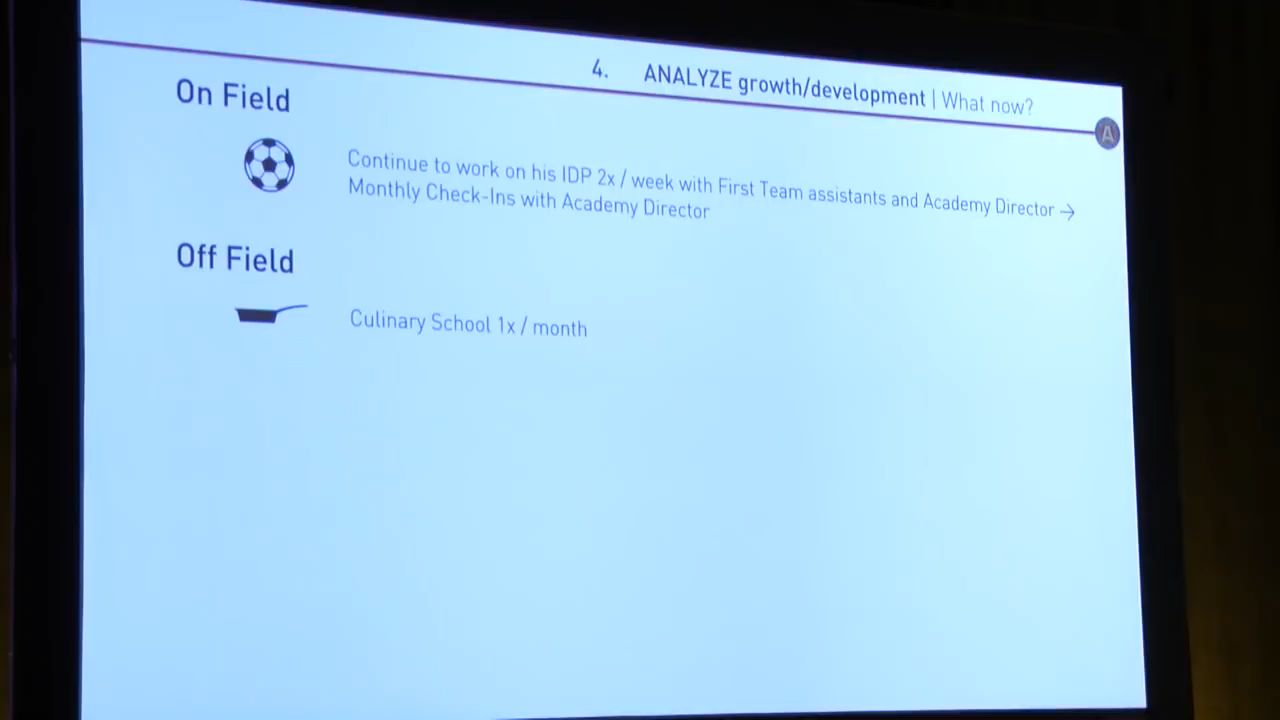 4. ANALYZE growth/development | What now?
A
On Field
Continue to work on his IDP 2x / week with First Team assistants and Academy Director →
Monthly Check-Ins with Academy Director
Off Field
Culinary School 1x / month